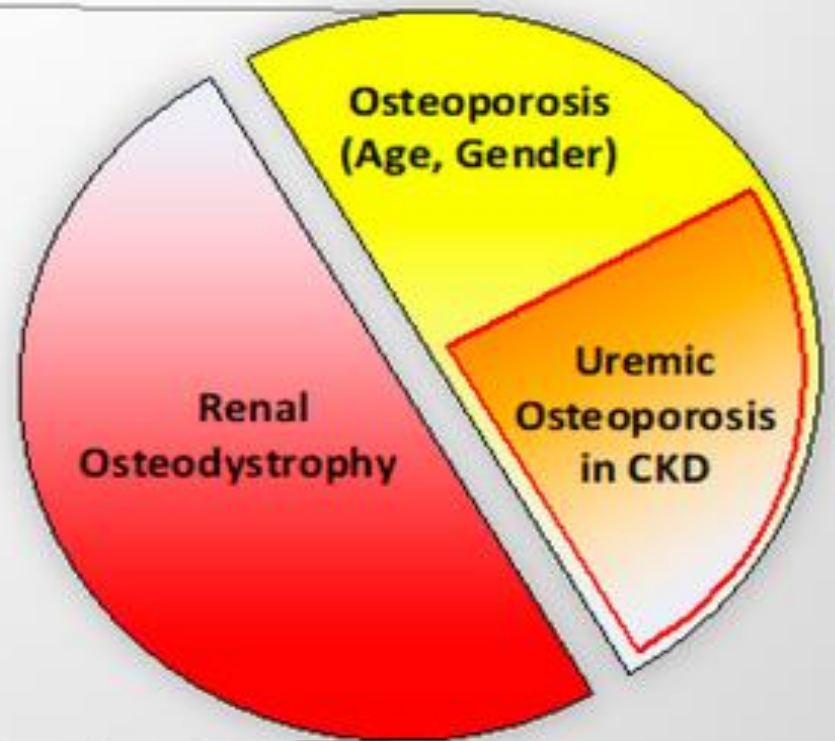 Osteoporosis
(Age, Gender)
Renal
Osteodystrophy
Uremic
Osteoporosis
in CKD